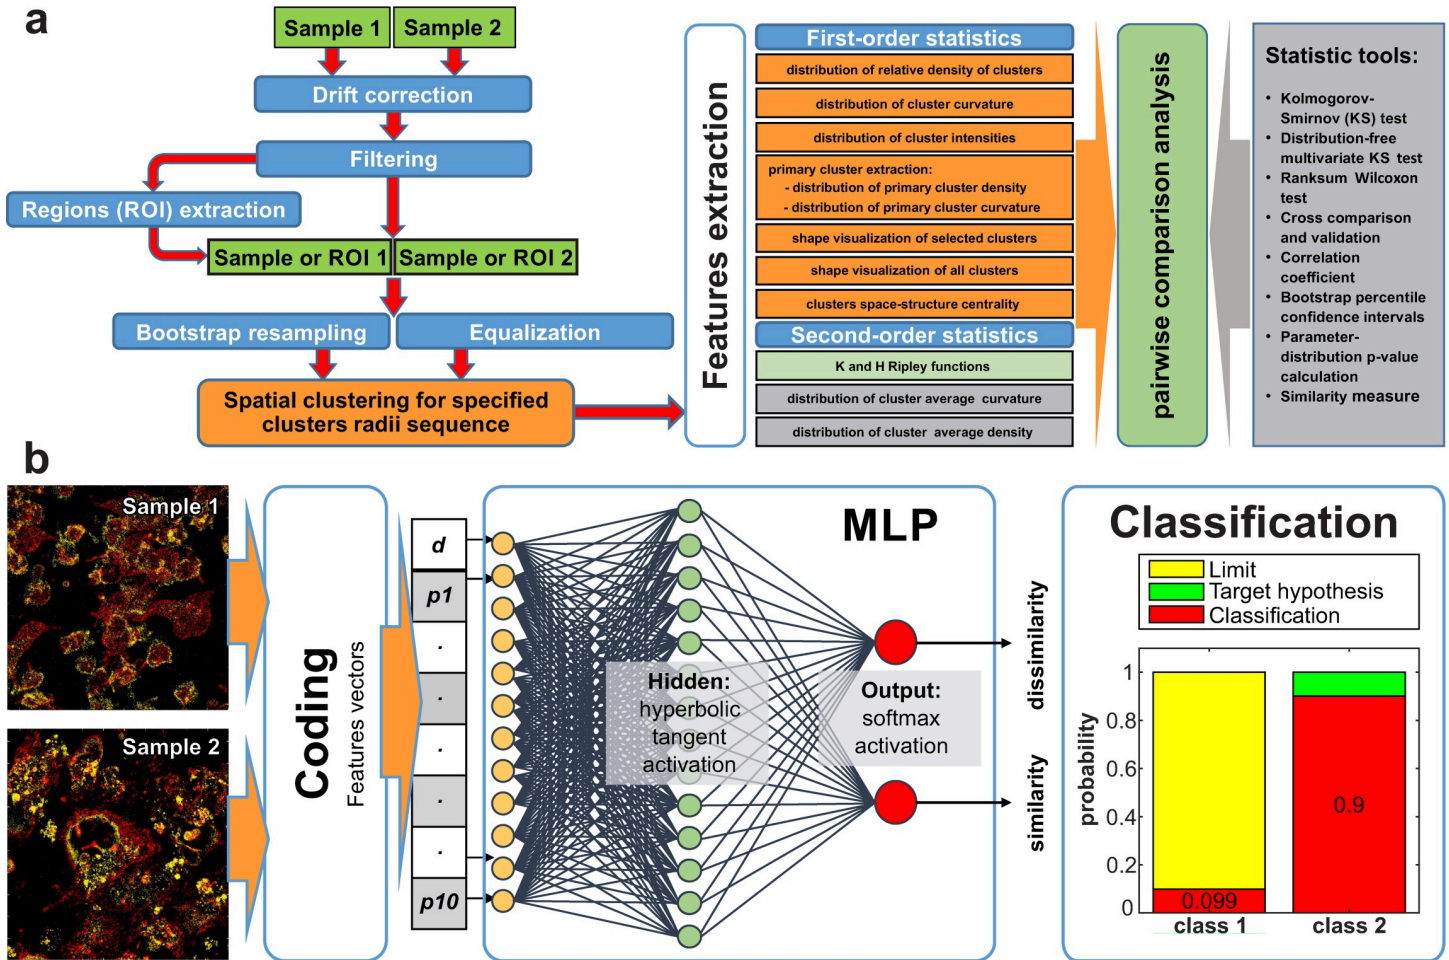 a
Sample 1
Sample 2
Drift correction
Filtering
Regions (ROI) extraction
Sample or ROI 1
Sample or ROI 2
Bootstrap resampling
Equalization
Spatial clustering for specified
clusters radii sequence
Features extraction
First-order statistics
distribution of relative density of clusters
distribution of cluster curvature
distribution of cluster intensities
primary cluster extraction:
- distribution of primary cluster density
- distribution of primary cluster curvature
shape visualization of selected clusters
shape visualization of all clusters
clusters space-structure centrality
Second-order statistics
K and H Ripley functions
distribution of cluster average curvature
distribution of cluster average density
pairwise comparison analysis
Statistic tools:
• Kolmogorov-
Smirnov (KS) test
• Distribution-free
multivariate KS test
• Ranksum Wilcoxon
test
• Cross comparison
and validation
• Correlation
coefficient
• Bootstrap percentile
confidence intervals
• Parameter-
distribution p-value
calculation
• Similarity measure
b
Sample 1
Sample 2
Coding
Features vectors
d
p1
.
.
.
.
.
p10
MLP
Hidden:
hyperbolic
tangent
activation
Output:
softmax
activation
dissimilarity
similarity
Classification
Limit
Target hypothesis
Classification
probability
1
0.8
0.6
0.4
0.2
0
0.099
0.9
class 1
class 2